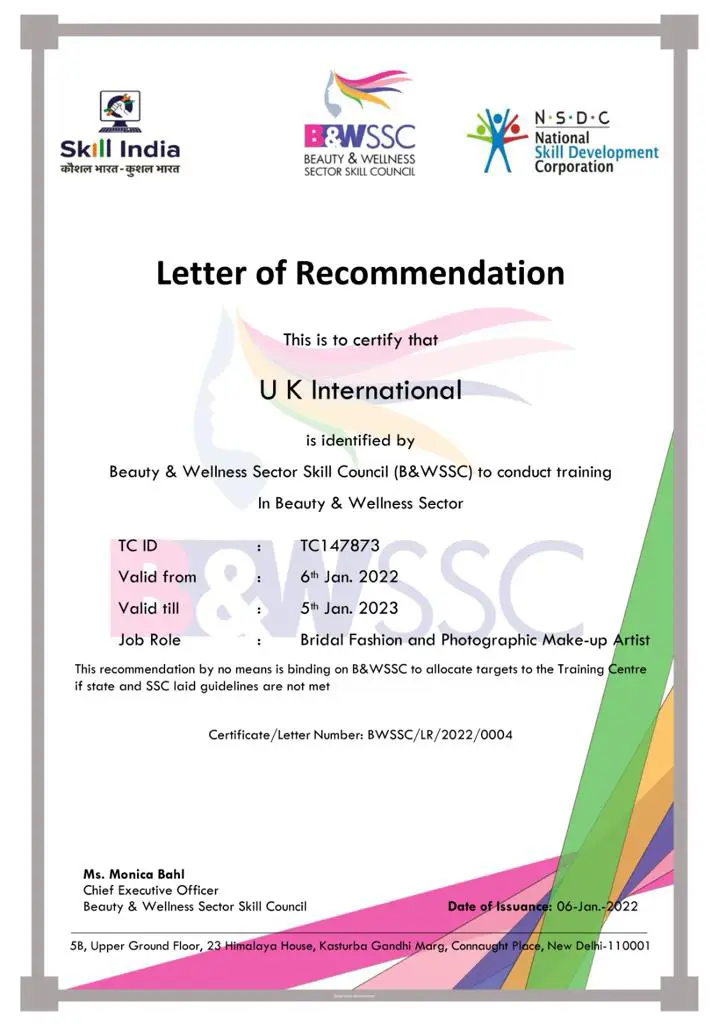 Skill India
कौशल भारत - कुशल भारत
B&WSSC
BEAUTY & WELLNESS
SECTOR SKILL COUNCIL
N·S·D·C
National
Skill Development
Corporation
Letter of Recommendation
This is to certify that
U K International
is identified by
Beauty & Wellness Sector Skill Council (B&WSSC) to conduct training
In Beauty & Wellness Sector
TC ID : TC147873
Valid from : 6th Jan. 2022
Valid till : 5th Jan. 2023
Job Role : Bridal Fashion and Photographic Make-up Artist
B&WSSC
This recommendation by no means is binding on B&WSSC to allocate targets to the Training Centre
if state and SSC laid guidelines are not met
Certificate/Letter Number: BWSSC/LR/2022/0004
Ms. Monica Bahl
Chief Executive Officer
Beauty & Wellness Sector Skill Council
Date of Issuance: 06-Jan.-2022
5B, Upper Ground Floor, 23 Himalaya House, Kasturba Gandhi Marg, Connaught Place, New Delhi-110001